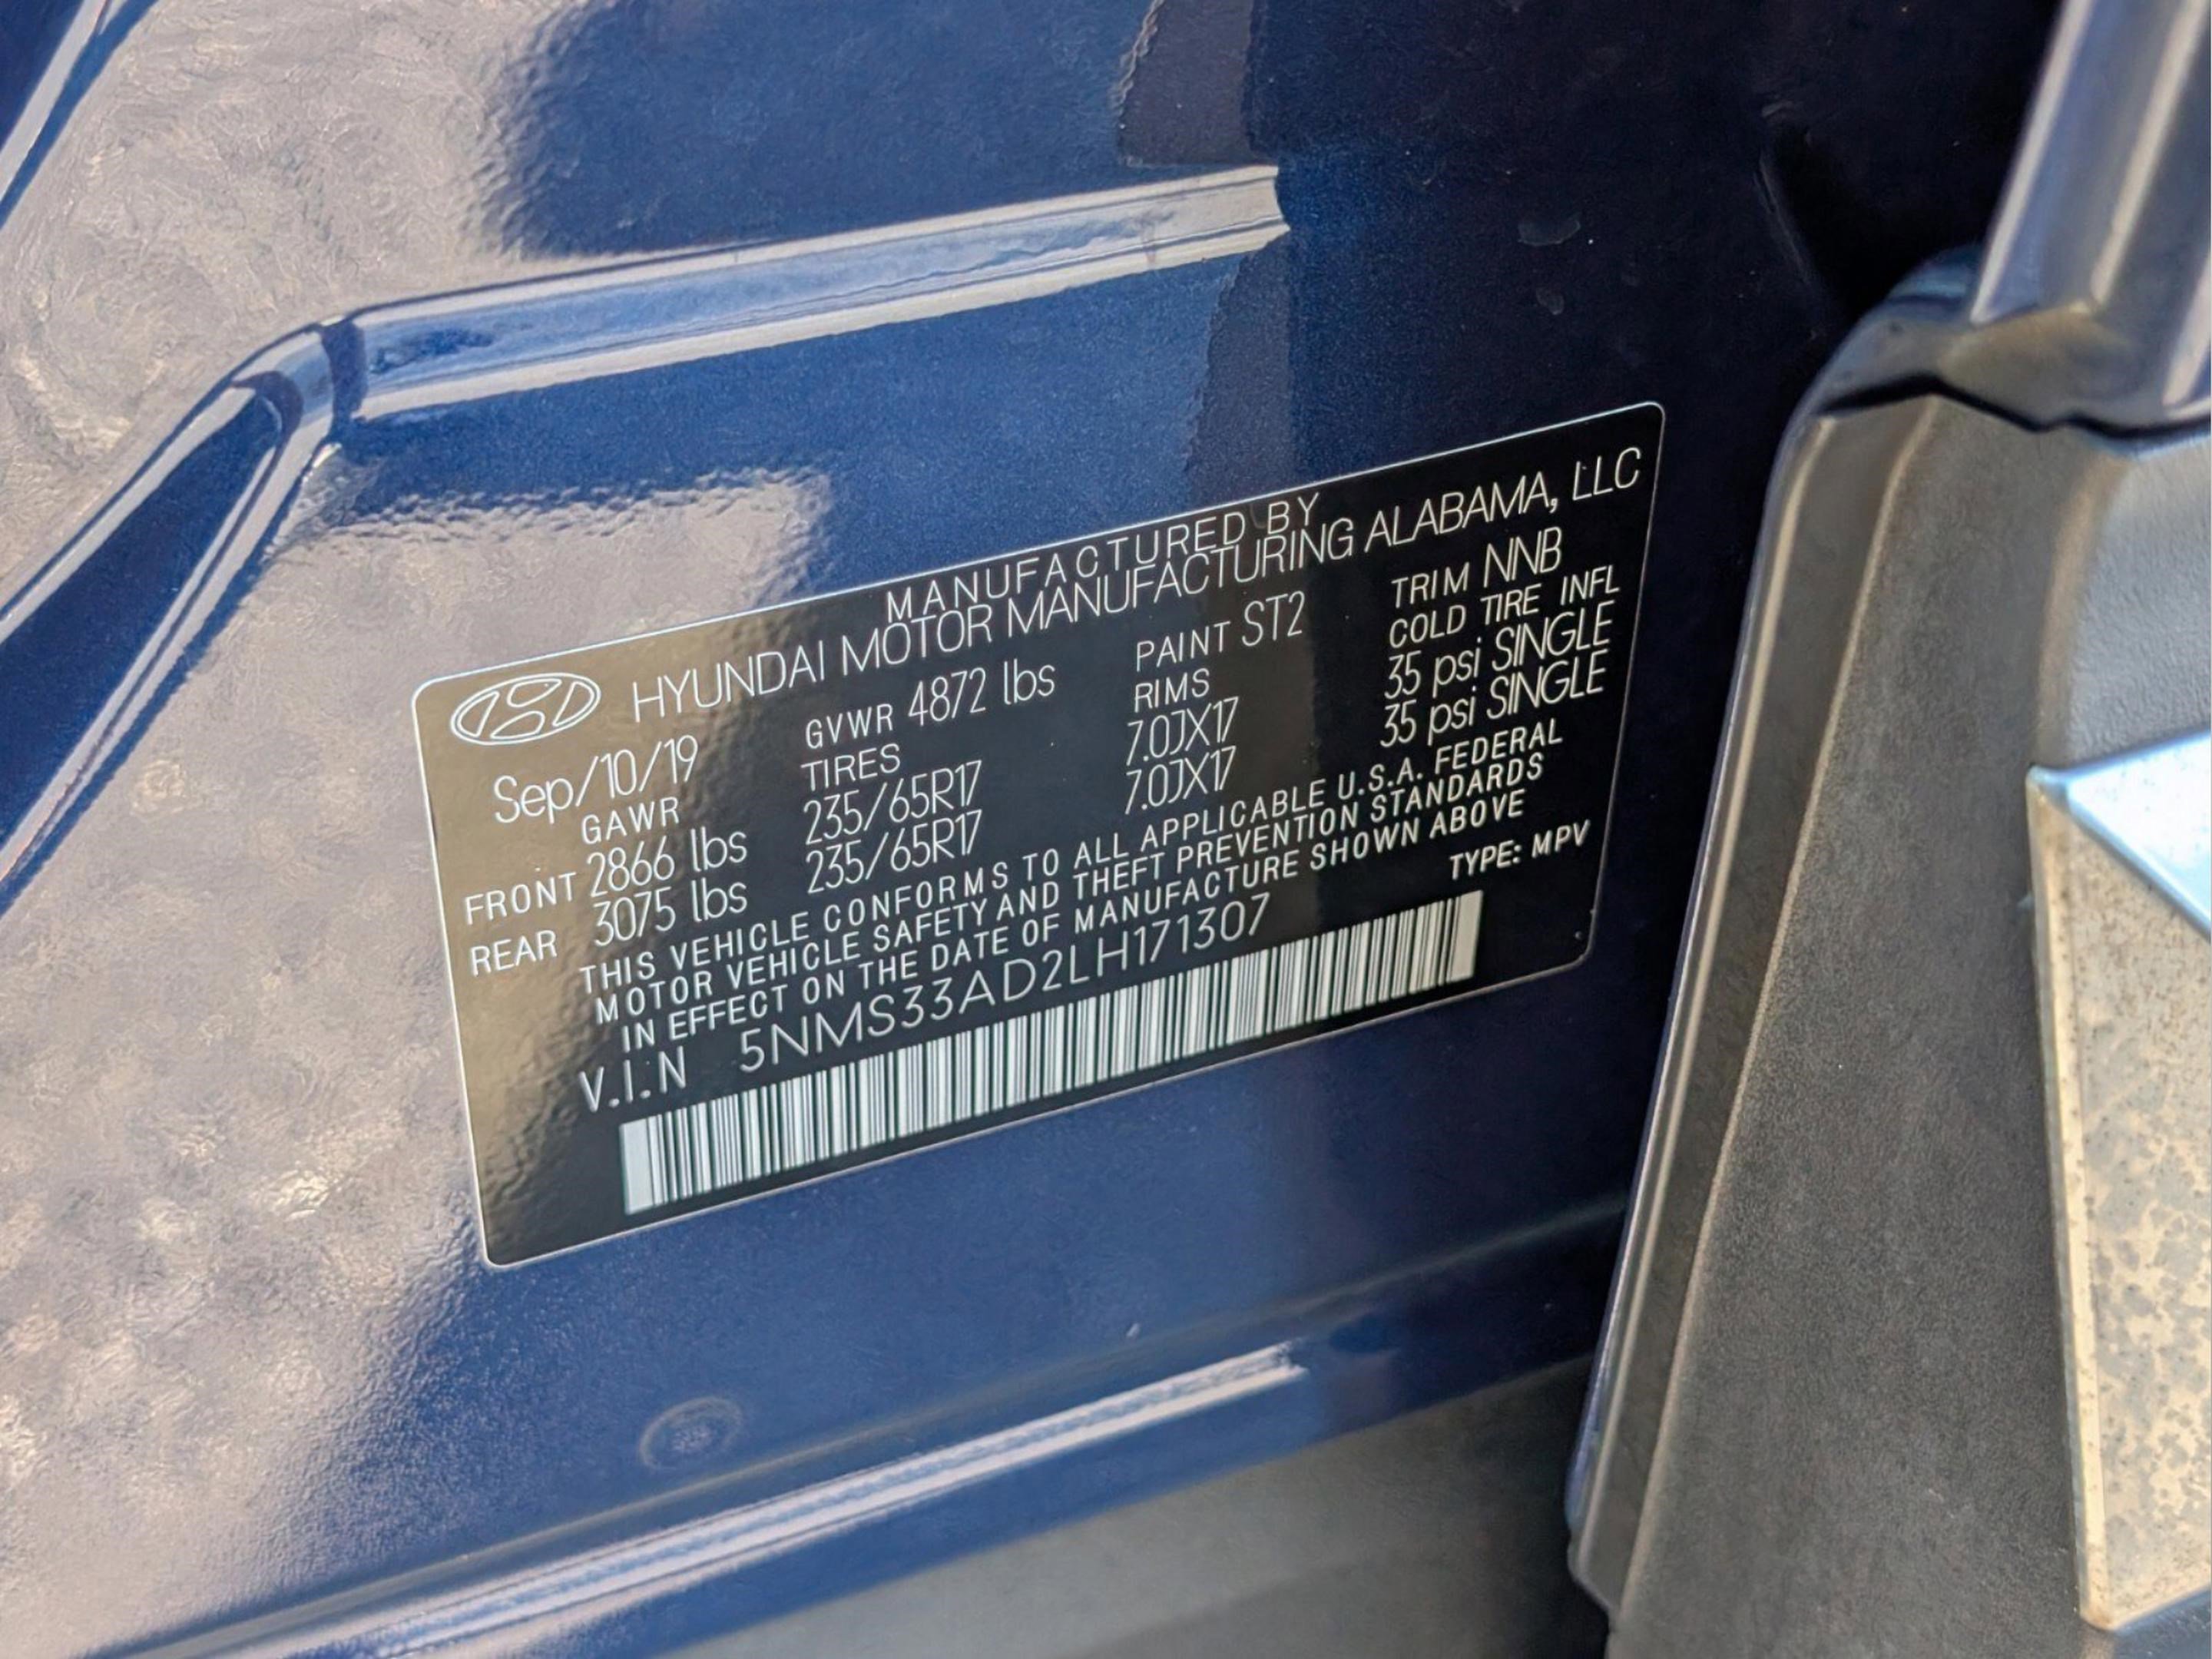 MANUFACTURED BY
HYUNDAI MOTOR MANUFACTURING ALABAMA, LLC
Sep/10/19 GVWR 4872 lbs PAINT ST2 TRIM NNB
GAWR TIRES RIMS COLD TIRE INFL
FRONT 2866 lbs 235/65R17 7.0JX17 35 psi SINGLE
REAR 3075 lbs 235/65R17 7.0JX17 35 psi SINGLE
THIS VEHICLE CONFORMS TO ALL APPLICABLE U.S.A. FEDERAL
MOTOR VEHICLE SAFETY AND THEFT PREVENTION STANDARDS
IN EFFECT ON THE DATE OF MANUFACTURE SHOWN ABOVE
V.I.N 5NMS33AD2LH171307 TYPE: MPV